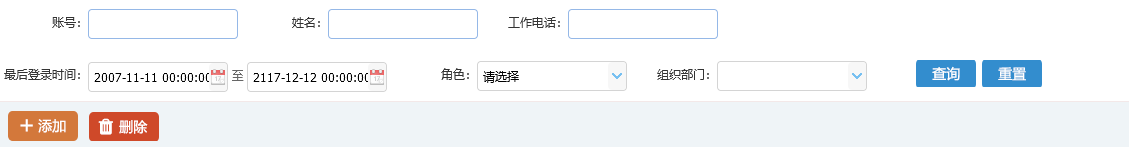 账号： 姓名： 工作电话：
最后登录时间： 2007-11-11 00:00:00 至 2117-12-12 00:00:00 角色： 请选择 组织部门： 查询 重置
添加 删除